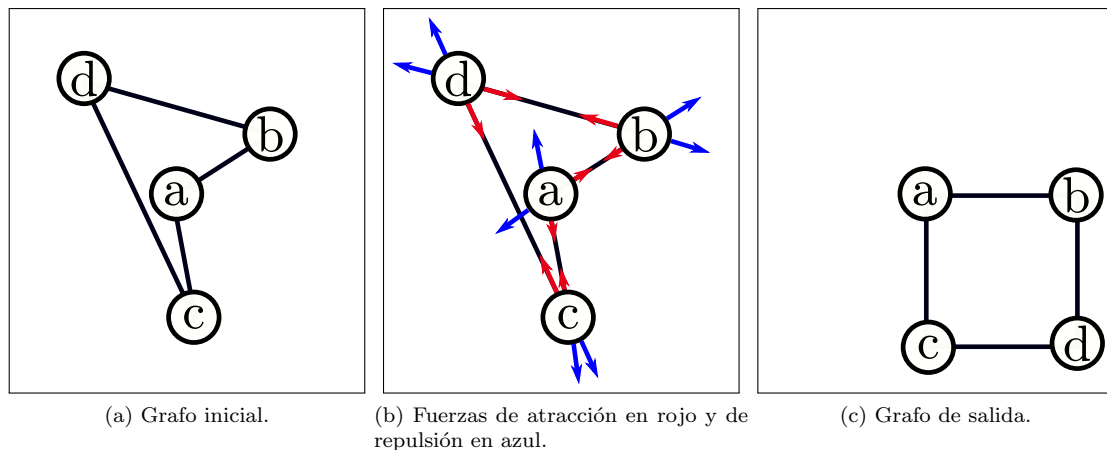 d
b
a
c
d
b
a
c
a
b
c
d
(a) Grafo inicial.
(b) Fuerzas de atracción en rojo y de
repulsión en azul.
(c) Grafo de salida.